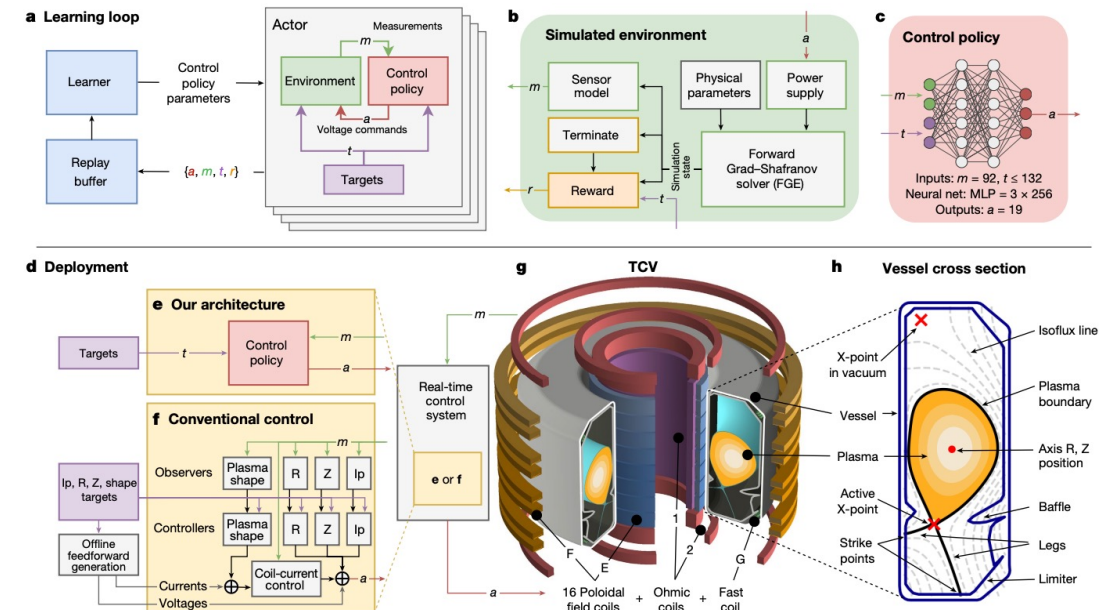 a Learning loop
Learner
Replay
buffer
Control
policy
parameters
{a, m, t, r}
Actor
Measurements
m
Environment
Control
policy
a
Voltage commands
t
Targets
b
Simulated environment
a
m
Sensor
model
Physical
parameters
Power
supply
Terminate
Reward
r
t
Simulation
state
Forward
Grad–Shafranov
solver (FGE)
c
Control policy
m
t
a
Inputs: m = 92, t ≤ 132
Neural net: MLP = 3 × 256
Outputs: a = 19
d Deployment
e Our architecture
Targets
t
Control
policy
m
a
f Conventional control
m
Observers
Plasma
shape
R
Z
Ip
Ip, R, Z, shape
targets
Controllers
Plasma
shape
R
Z
Ip
Offline
feedforward
generation
Coil-current
control
a
Currents
Voltages
m
Real-time
control
system
e or f
a
g
TCV
1
2
F
E
G
16 Poloidal
field coils
+
Ohmic
coils
+
Fast
coil
h
Vessel cross section
X-point
in vacuum
Vessel
Plasma
Active
X-point
Strike
points
Isoflux line
Plasma
boundary
Axis R, Z
position
Baffle
Legs
Limiter